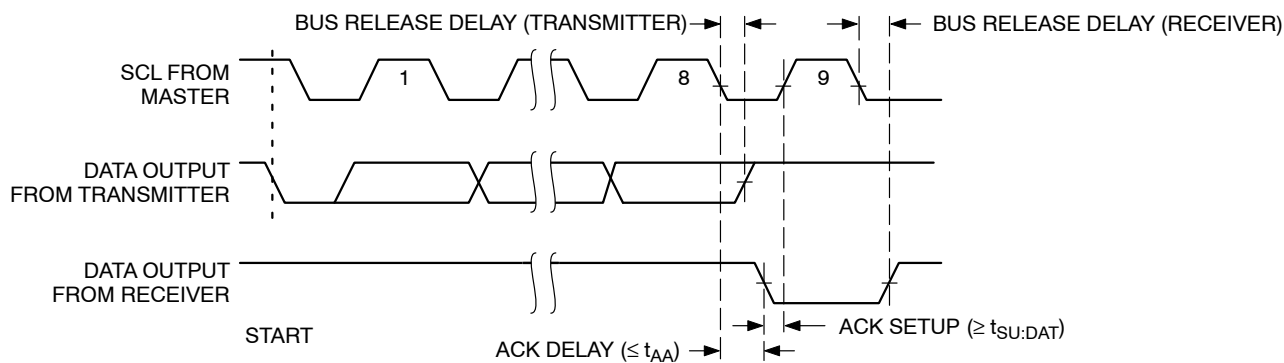 BUS RELEASE DELAY (TRANSMITTER)
BUS RELEASE DELAY (RECEIVER)
SCL FROM
MASTER
1
8
9
DATA OUTPUT
FROM TRANSMITTER
DATA OUTPUT
FROM RECEIVER
START
ACK SETUP (≥ tSU:DAT)
ACK DELAY (≤ tAA)